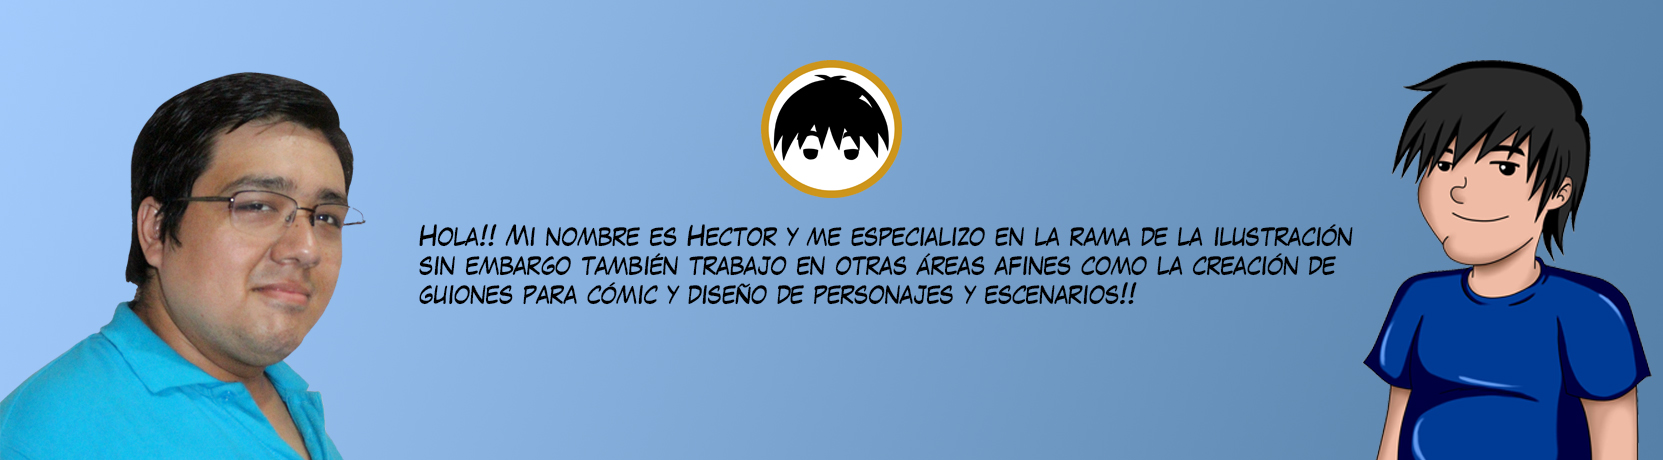 Hola!! Mi nombre es Hector y me especializo en la rama de la ilustración
sin embargo también trabajo en otras áreas afines como la creación de
guiones para cómic y diseño de personajes y escenarios!!